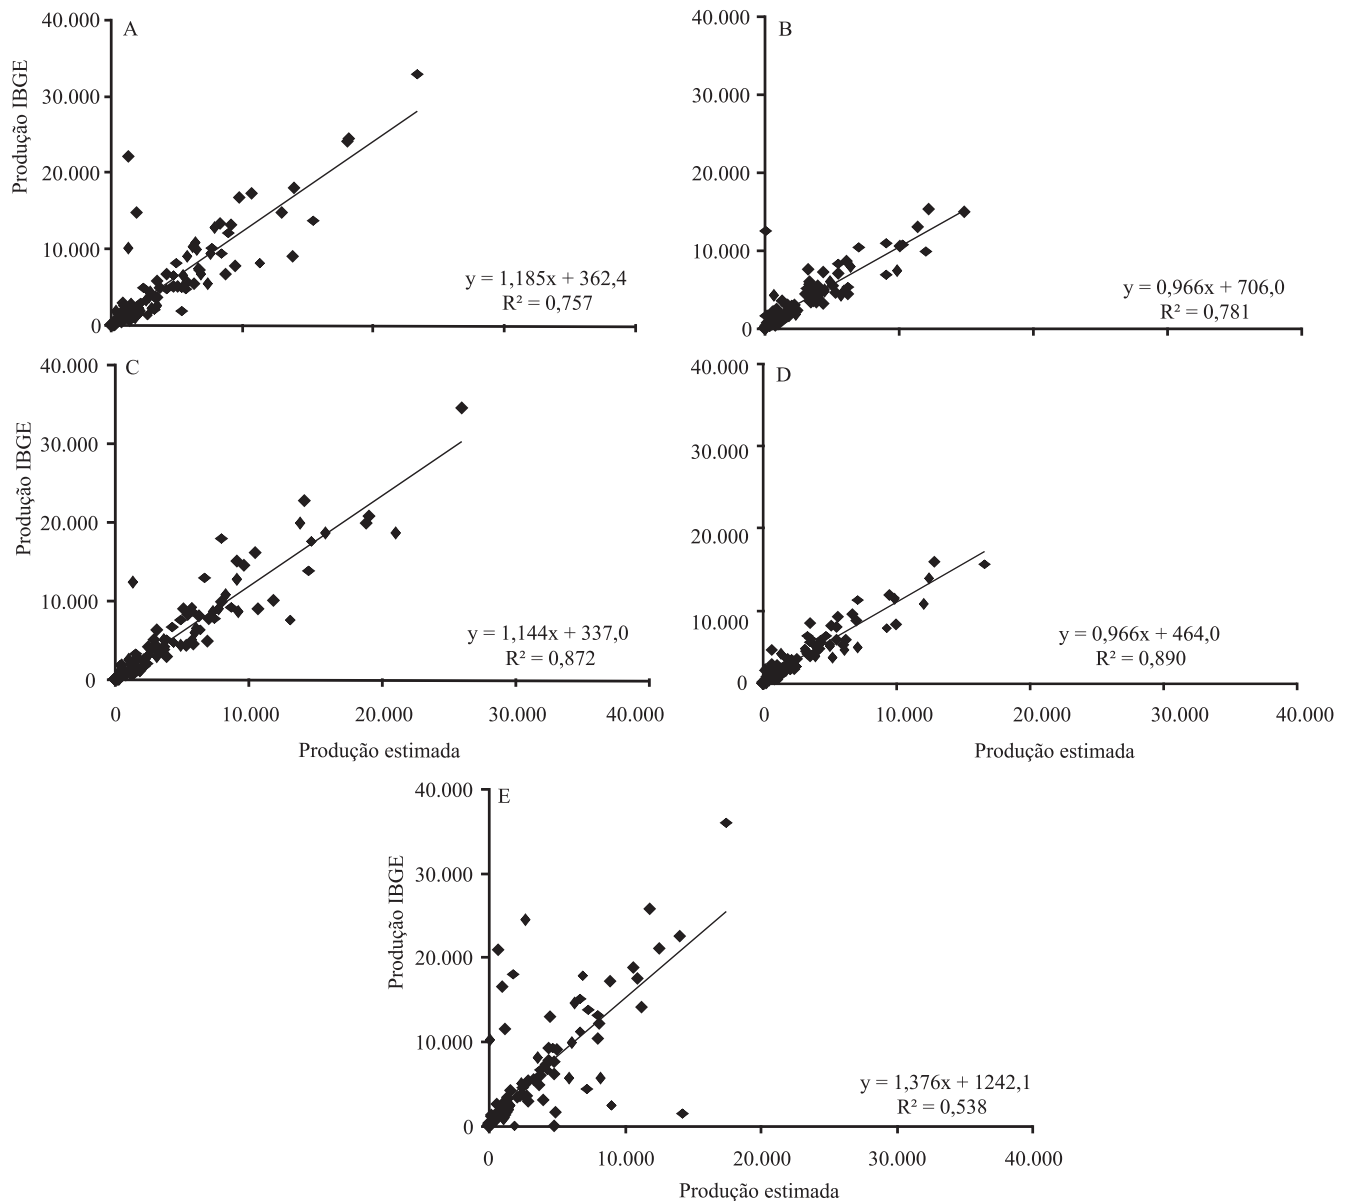 A
40.000
30.000
20.000
10.000
0
Produção IBGE
y = 1,185x + 362,4
R² = 0,757
B
40.000
30.000
20.000
10.000
0
y = 0,966x + 706,0
R² = 0,781
C
40.000
30.000
20.000
10.000
0
Produção IBGE
y = 1,144x + 337,0
R² = 0,872
0 10.000 20.000 30.000 40.000
Produção estimada
D
40.000
30.000
20.000
10.000
0
y = 0,966x + 464,0
R² = 0,890
0 10.000 20.000 30.000 40.000
Produção estimada
E
40.000
30.000
20.000
10.000
0
Produção IBGE
y = 1,376x + 1242,1
R² = 0,538
0 10.000 20.000 30.000 40.000
Produção estimada